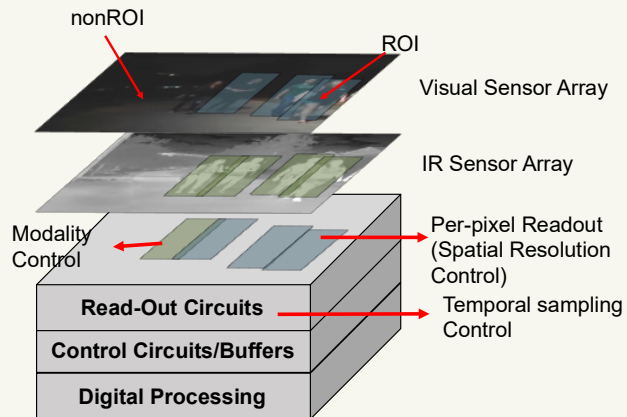 nonROI
ROI
Visual Sensor Array
IR Sensor Array
Modality
Control
Per-pixel Readout
(Spatial Resolution
Control)
Read-Out Circuits
Temporal sampling
Control
Control Circuits/Buffers
Digital Processing